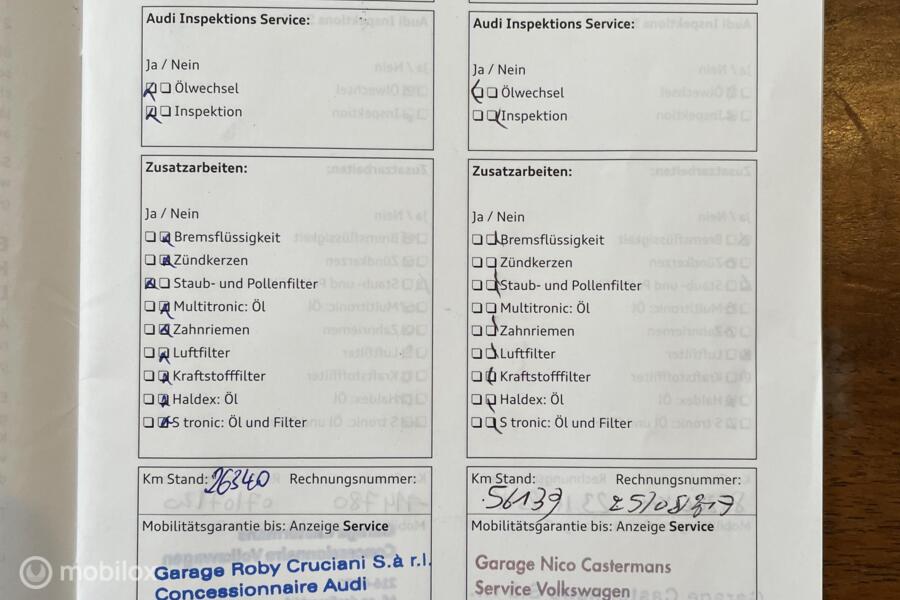 Audi Inspektions Service:
Ja / Nein
Ölwechsel
Inspektion
Zusatzarbeiten:
Ja / Nein
Bremsflüssigkeit
Zündkerzen
Staub- und Pollenfilter
Multitronic: Öl
Zahnriemen
Luftfilter
Kraftstofffilter
Haldex: Öl
S tronic: Öl und Filter
Km Stand: 26340 Rechnungsnummer:
Mobilitätsgarantie bis: Anzeige Service
Garage Roby Cruciani S.à r.l.
Concessionnaire Audi
Audi Inspektions Service:
Ja / Nein
Ölwechsel
Inspektion
Zusatzarbeiten:
Ja / Nein
Bremsflüssigkeit
Zündkerzen
Staub- und Pollenfilter
Multitronic: Öl
Zahnriemen
Luftfilter
Kraftstofffilter
Haldex: Öl
S tronic: Öl und Filter
Km Stand: Rechnungsnummer:
56139
Mobilitätsgarantie bis: Anzeige Service
Garage Nico Castermans
Service Volkswagen
mobilox